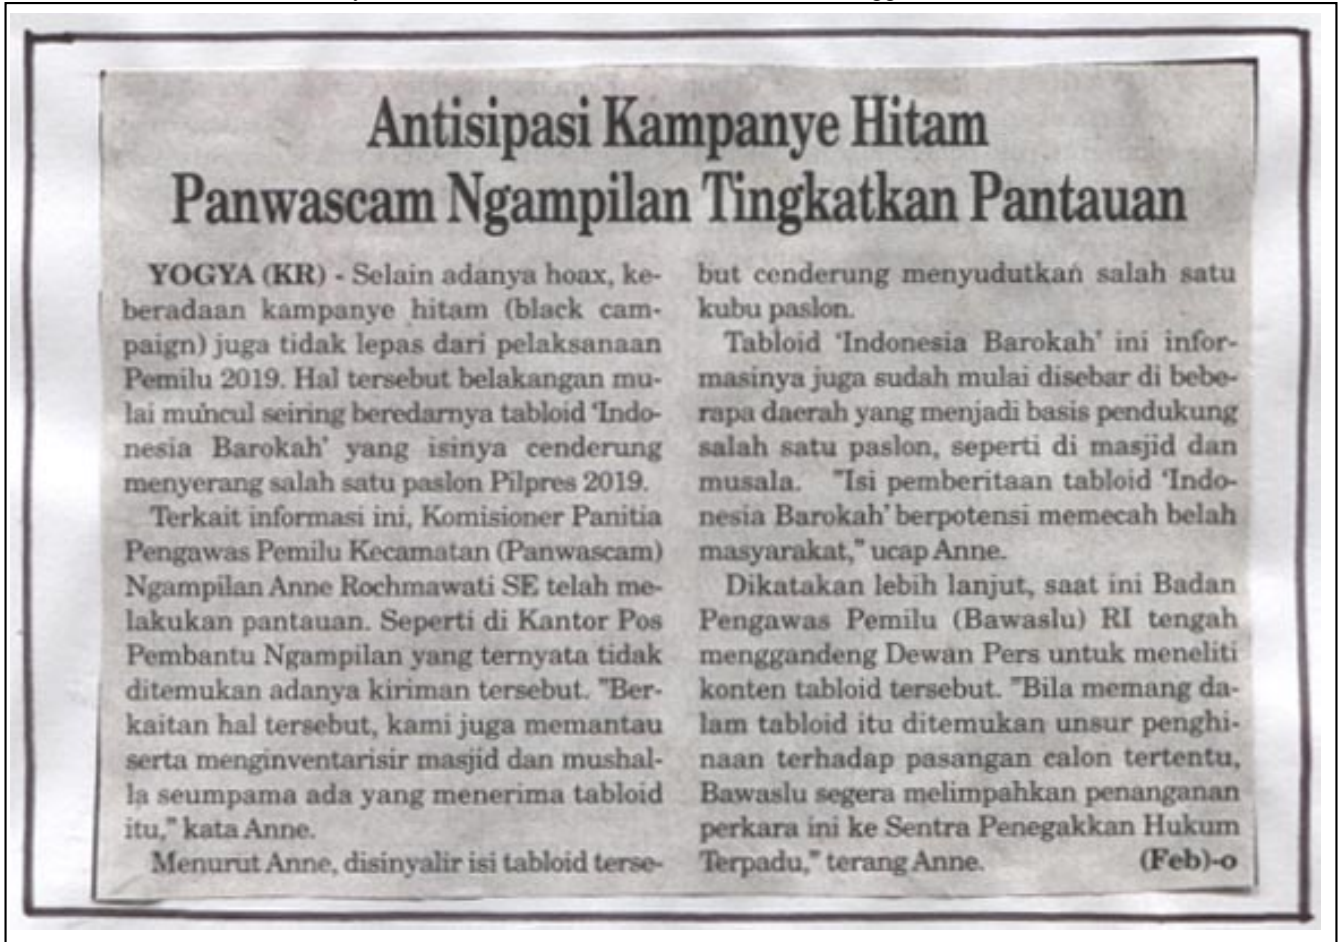 Antisipasi Kampanye Hitam
Panwascam Ngampilan Tingkatkan Pantauan
YOGYA (KR) - Selain adanya hoax, ke-
beradaan kampanye hitam (black cam-
paign) juga tidak lepas dari pelaksanaan
Pemilu 2019. Hal tersebut belakangan mu-
lai muncul seiring beredarnya tabloid 'Indo-
nesia Barokah' yang isinya cenderung
menyerang salah satu paslon Pilpres 2019.
Terkait informasi ini, Komisioner Panitia
Pengawas Pemilu Kecamatan (Panwascam)
Ngampilan Anne Rochmawati SE telah me-
lakukan pantauan. Seperti di Kantor Pos
Pembantu Ngampilan yang ternyata tidak
ditemukan adanya kiriman tersebut. "Ber-
kaitan hal tersebut, kami juga memantau
serta menginventarisir masjid dan mushal-
la seumpama ada yang menerima tabloid
itu," kata Anne.
Menurut Anne, disinyalir isi tabloid terse-
but cenderung menyudutkan salah satu
kubu paslon.
Tabloid 'Indonesia Barokah' ini infor-
masinya juga sudah mulai disebar di bebe-
rapa daerah yang menjadi basis pendukung
salah satu paslon, seperti di masjid dan
musala. "Isi pemberitaan tabloid 'Indo-
nesia Barokah' berpotensi memecah belah
masyarakat," ucap Anne.
Dikatakan lebih lanjut, saat ini Badan
Pengawas Pemilu (Bawaslu) RI tengah
menggandeng Dewan Pers untuk meneliti
konten tabloid tersebut. "Bila memang da-
lam tabloid itu ditemukan unsur penghi-
naan terhadap pasangan calon tertentu,
Bawaslu segera melimpahkan penanganan
perkara ini ke Sentra Penegakkan Hukum
Terpadu," terang Anne. (Feb)-o